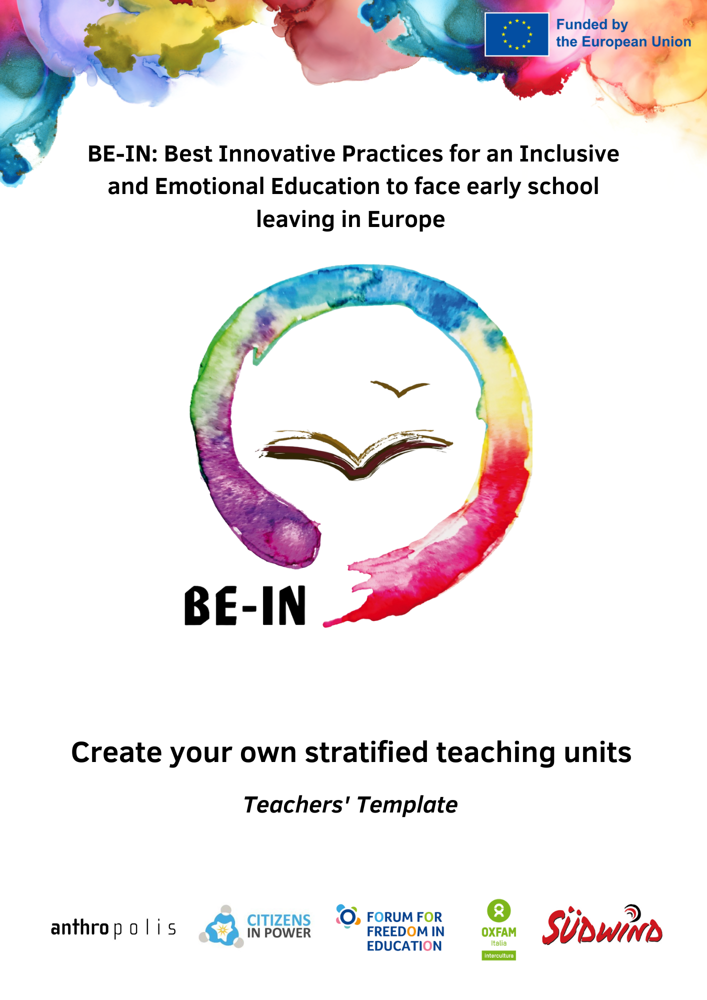 Funded by
the European Union
BE-IN: Best Innovative Practices for an Inclusive
and Emotional Education to face early school
leaving in Europe
BE-IN
Create your own stratified teaching units
Teachers' Template
anthropolis
CITIZENS
IN POWER
FORUM FOR
FREEDOM IN
EDUCATION
OXFAM
Italia
intercultura
SÜDWIND